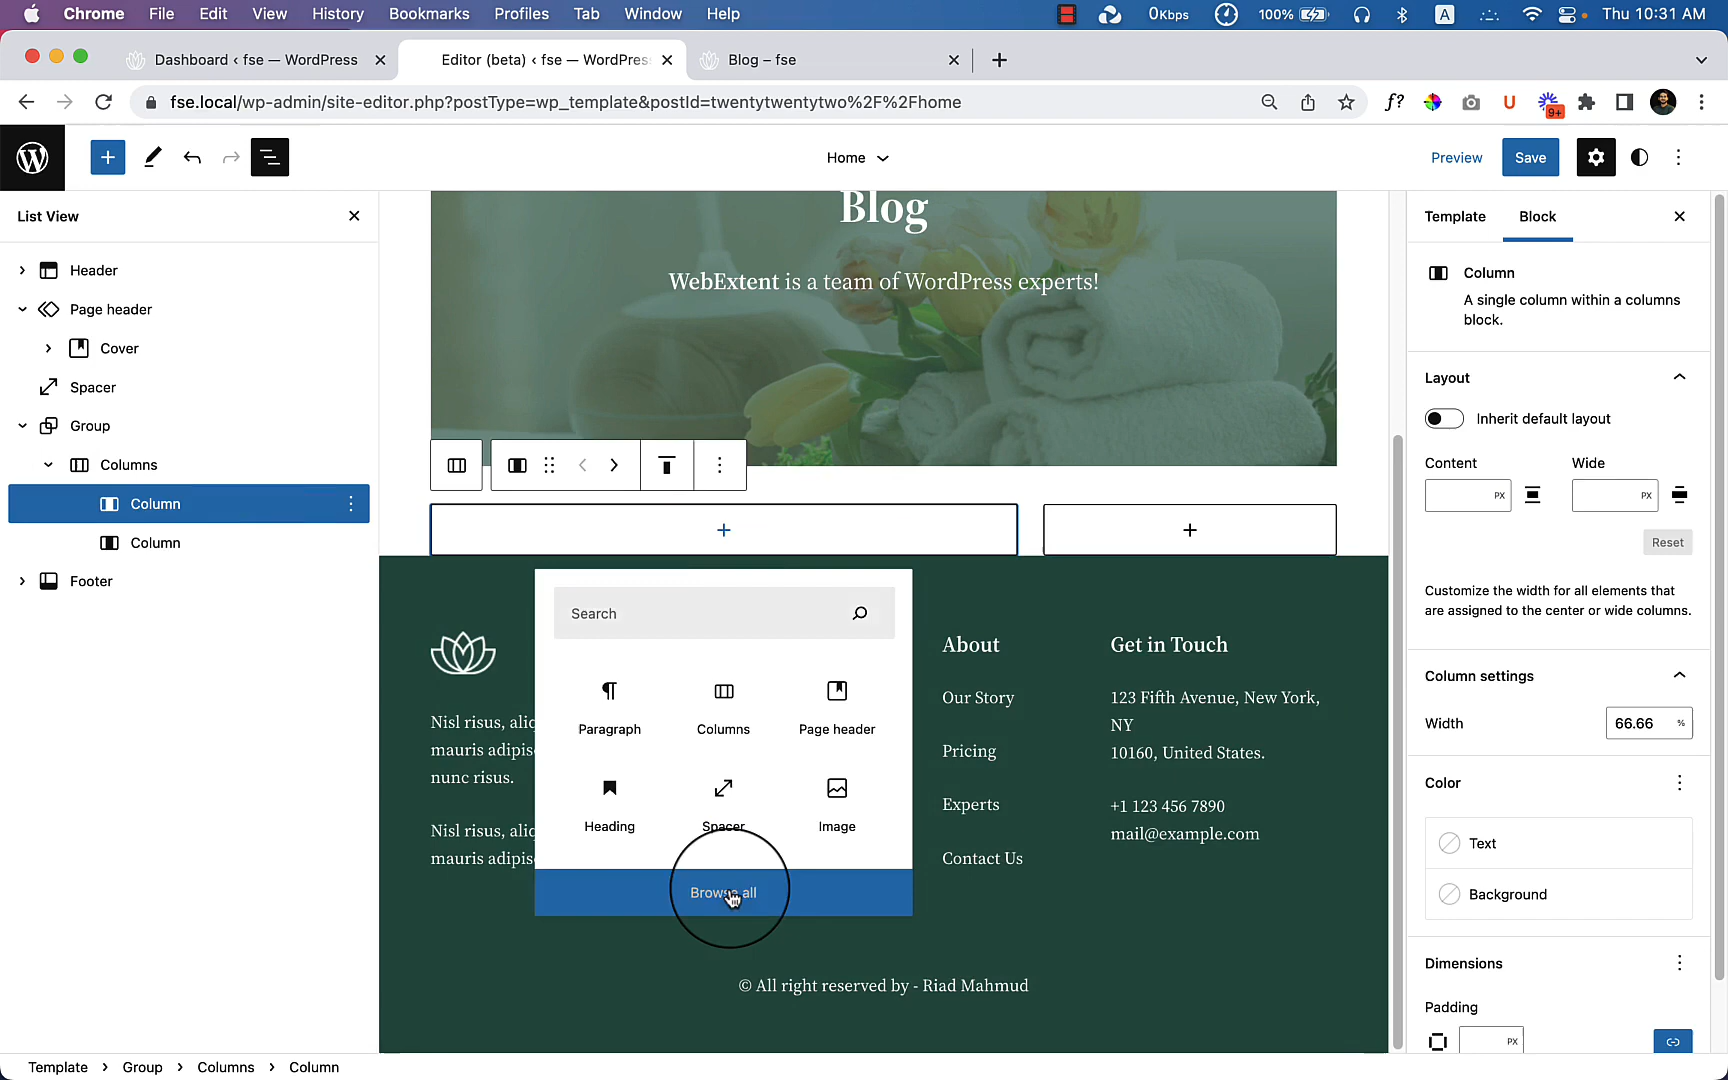 Chrome File Edit View History Bookmarks Profiles Tab Window Help 0Kbps 100% A Thu 10:31 AM
Dashboard ‹ fse — WordPress
Editor (beta) ‹ fse — WordPres
Blog – fse
fse.local/wp-admin/site-editor.php?postType=wp_template&postId=twentytwentytwo%2F%2Fhome
f?
U
9+
Home
Preview
Save
List View
Header
Page header
Cover
Spacer
Group
Columns
Column
Column
Footer
Blog
WebExtent is a team of WordPress experts!
Search
Paragraph
Columns
Page header
Heading
Spacer
Image
Browse all
Nisl risus, aliq
mauris adipis
nunc risus.
Nisl risus, aliq
mauris adipis
About
Our Story
Pricing
Experts
Contact Us
Get in Touch
123 Fifth Avenue, New York,
NY
10160, United States.
+1 123 456 7890
mail@example.com
© All right reserved by - Riad Mahmud
Template
Block
Column
A single column within a columns
block.
Layout
Inherit default layout
Content
Wide
PX
PX
Reset
Customize the width for all elements that
are assigned to the center or wide columns.
Column settings
Width
66.66 %
Color
Text
Background
Dimensions
Padding
PX
Template › Group › Columns › Column